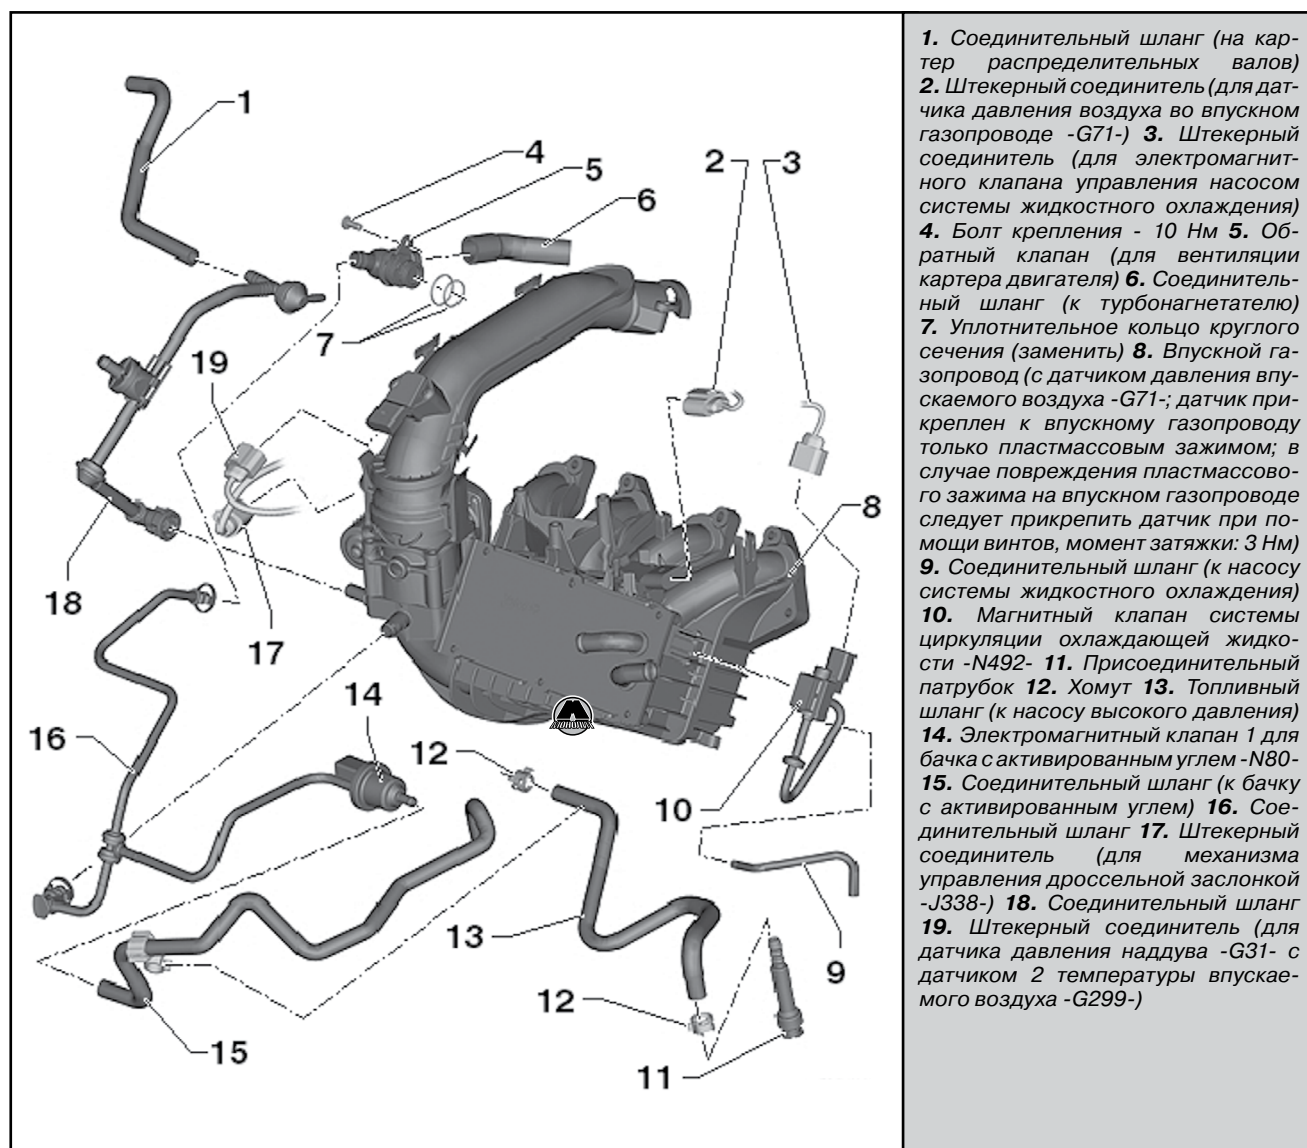 1
4
5
6
2
3
7
19
8
18
17
14
16
12
10
13
9
12
15
11
MONOLITH
1. Соединительный шланг (на кар-
тер распределительных валов)
2. Штекерный соединитель (для дат-
чика давления воздуха во впускном
газопроводе -G71-) 3. Штекерный
соединитель (для электромагнит-
ного клапана управления насосом
системы жидкостного охлаждения)
4. Болт крепления - 10 Нм 5. Об-
ратный клапан (для вентиляции
картера двигателя) 6. Соединитель-
ный шланг (к турбонагнетателю)
7. Уплотнительное кольцо круглого
сечения (заменить) 8. Впускной га-
зопровод (с датчиком давления впу-
скаемого воздуха -G71-; датчик при-
креплен к впускному газопроводу
только пластмассовым зажимом; в
случае повреждения пластмассово-
го зажима на впускном газопроводе
следует прикрепить датчик при по-
мощи винтов, момент затяжки: 3 Нм)
9. Соединительный шланг (к насосу
системы жидкостного охлаждения)
10. Магнитный клапан системы
циркуляции охлаждающей жидко-
сти -N492- 11. Присоединительный
патрубок 12. Хомут 13. Топливный
шланг (к насосу высокого давления)
14. Электромагнитный клапан 1 для
бачка с активированным углем -N80-
15. Соединительный шланг (к бачку
с активированным углем) 16. Сое-
динительный шланг 17. Штекерный
соединитель (для механизма
управления дроссельной заслонкой
-J338-) 18. Соединительный шланг
19. Штекерный соединитель (для
датчика давления наддува -G31- с
датчиком 2 температуры впускае-
мого воздуха -G299-)